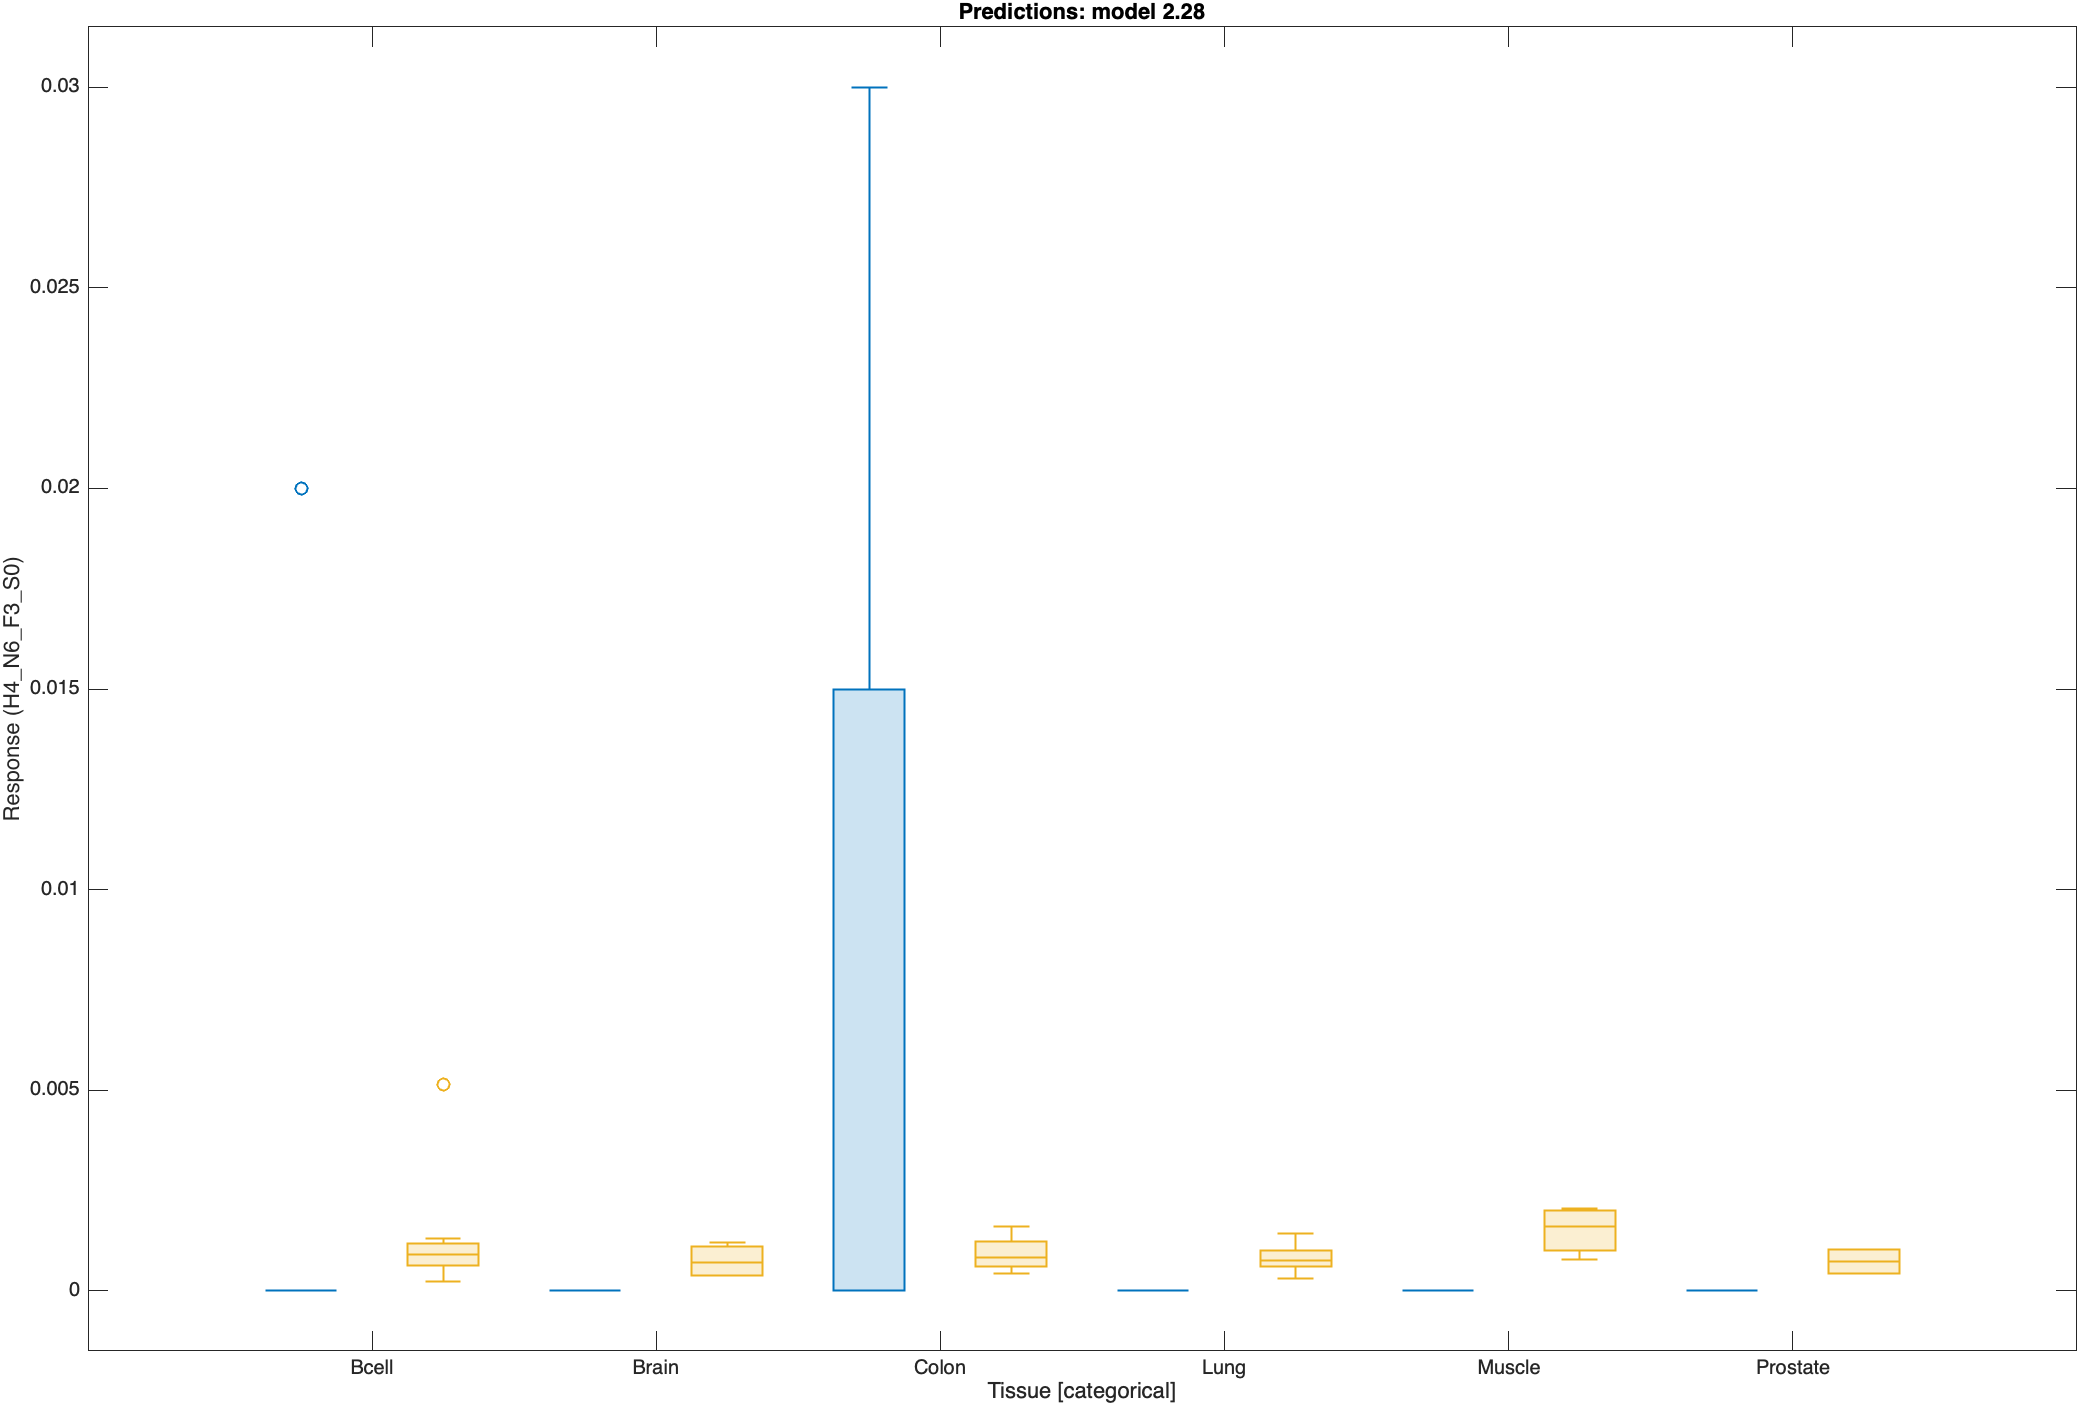 Predictions: model 2.28
0.03
0.025
0.02
0.015
0.01
0.005
0
Response (H4_N6_F3_S0)
Bcell Brain Colon Lung Muscle Prostate
Tissue [categorical]